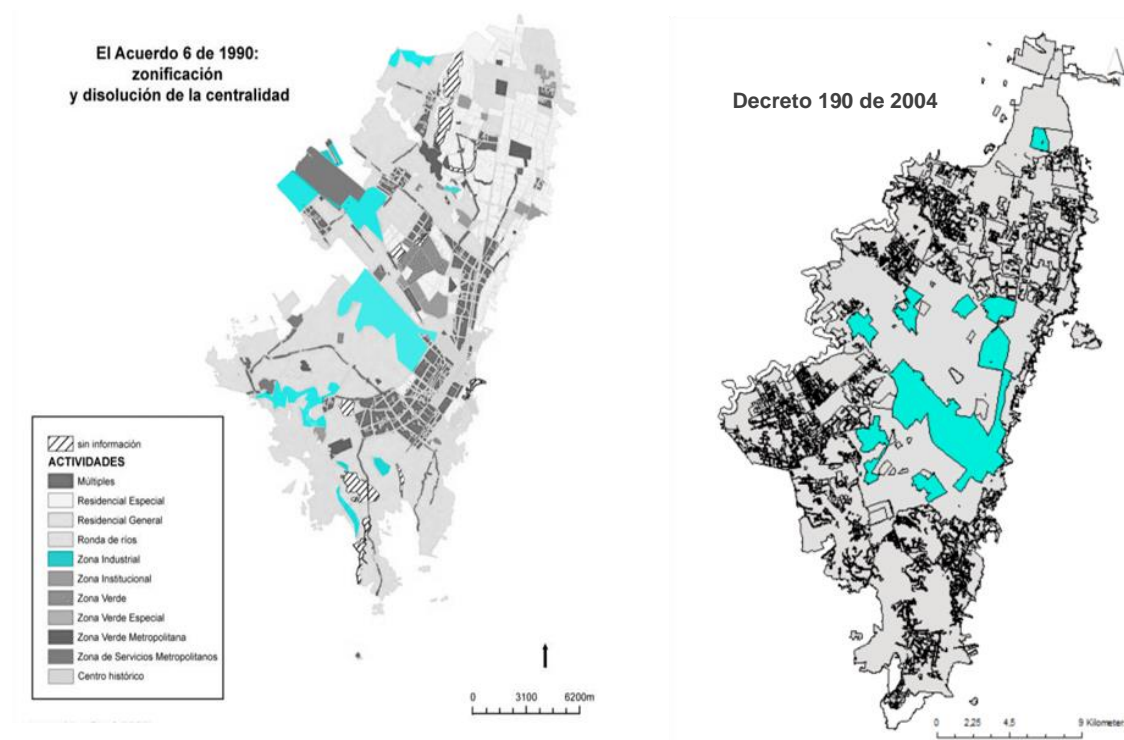 El Acuerdo 6 de 1990:
zonificación
y disolución de la centralidad
sin información
ACTIVIDADES
Múltiples
Residencial Especial
Residencial General
Ronda de ríos
Zona Industrial
Zona Institucional
Zona Verde
Zona Verde Especial
Zona Verde Metropolitana
Zona de Servicios Metropolitanos
Centro histórico
0 3100 6200m
Decreto 190 de 2004
0 2,25 4,5 9 Kilometer